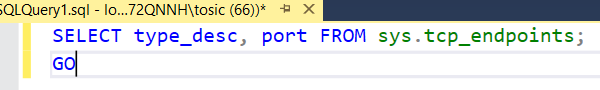 SQLQuery1.sql - lo...72QNNH\tosic (66))*
SELECT type_desc, port FROM sys.tcp_endpoints;
GO